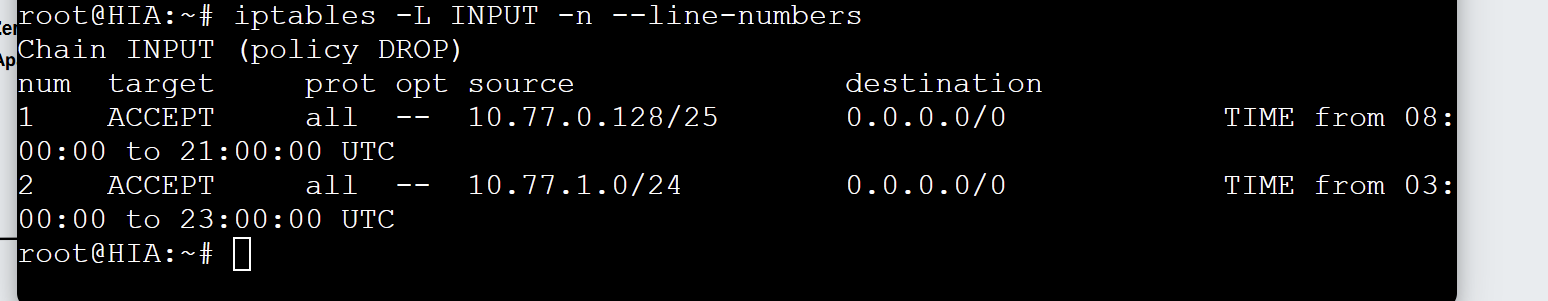 root@HIA:~# iptables -L INPUT -n --line-numbers
Chain INPUT (policy DROP)
num  target     prot opt source               destination
1    ACCEPT     all  --  10.77.0.128/25       0.0.0.0/0            TIME from 08:
00:00 to 21:00:00 UTC
2    ACCEPT     all  --  10.77.1.0/24         0.0.0.0/0            TIME from 03:
00:00 to 23:00:00 UTC
root@HIA:~#